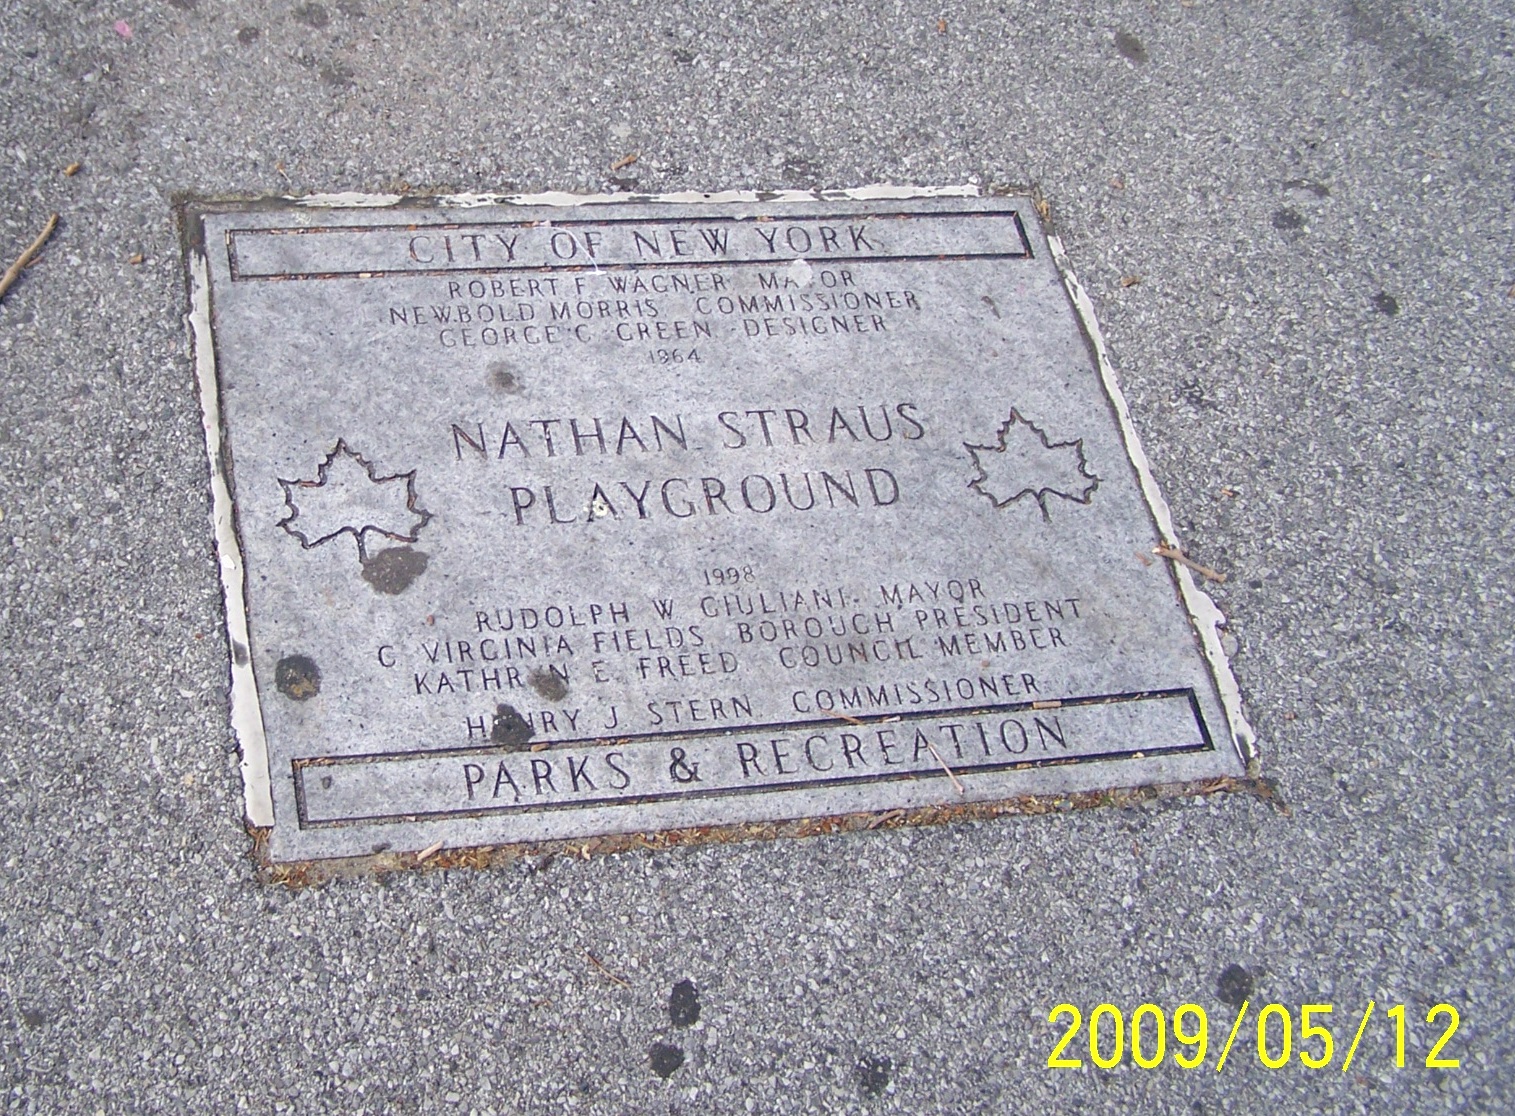 CITY OF NEW YORK
ROBERT F WAGNER MAYOR
NEWBOLD MORRIS COMMISSIONER
GEORGE C GREEN DESIGNER
1964
NATHAN STRAUS
PLAYGROUND
1998
RUDOLPH W GIULIANI MAYOR
C VIRGINIA FIELDS BOROUGH PRESIDENT
KATHRYN E. FREED COUNCIL MEMBER
HENRY J STERN COMMISSIONER
PARKS & RECREATION
2009/05/12